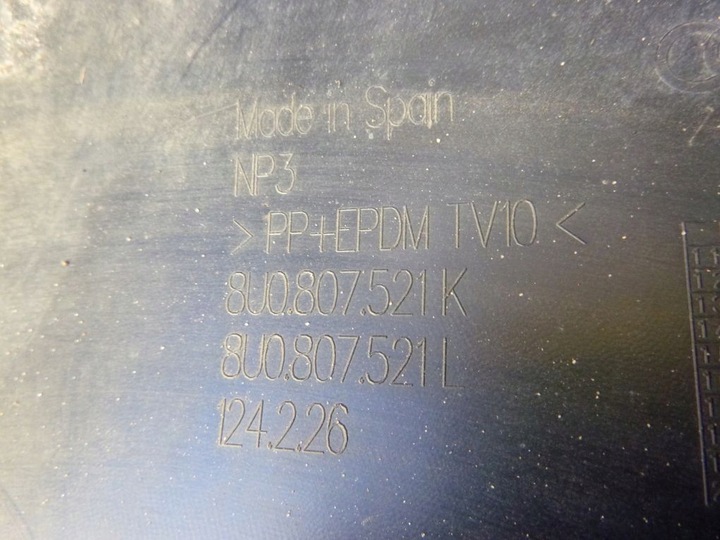 Made in Spain
NP3
> PP+EPDM TV10 <
8U0.807.521 K
8U0.807.521 L
124.2.26